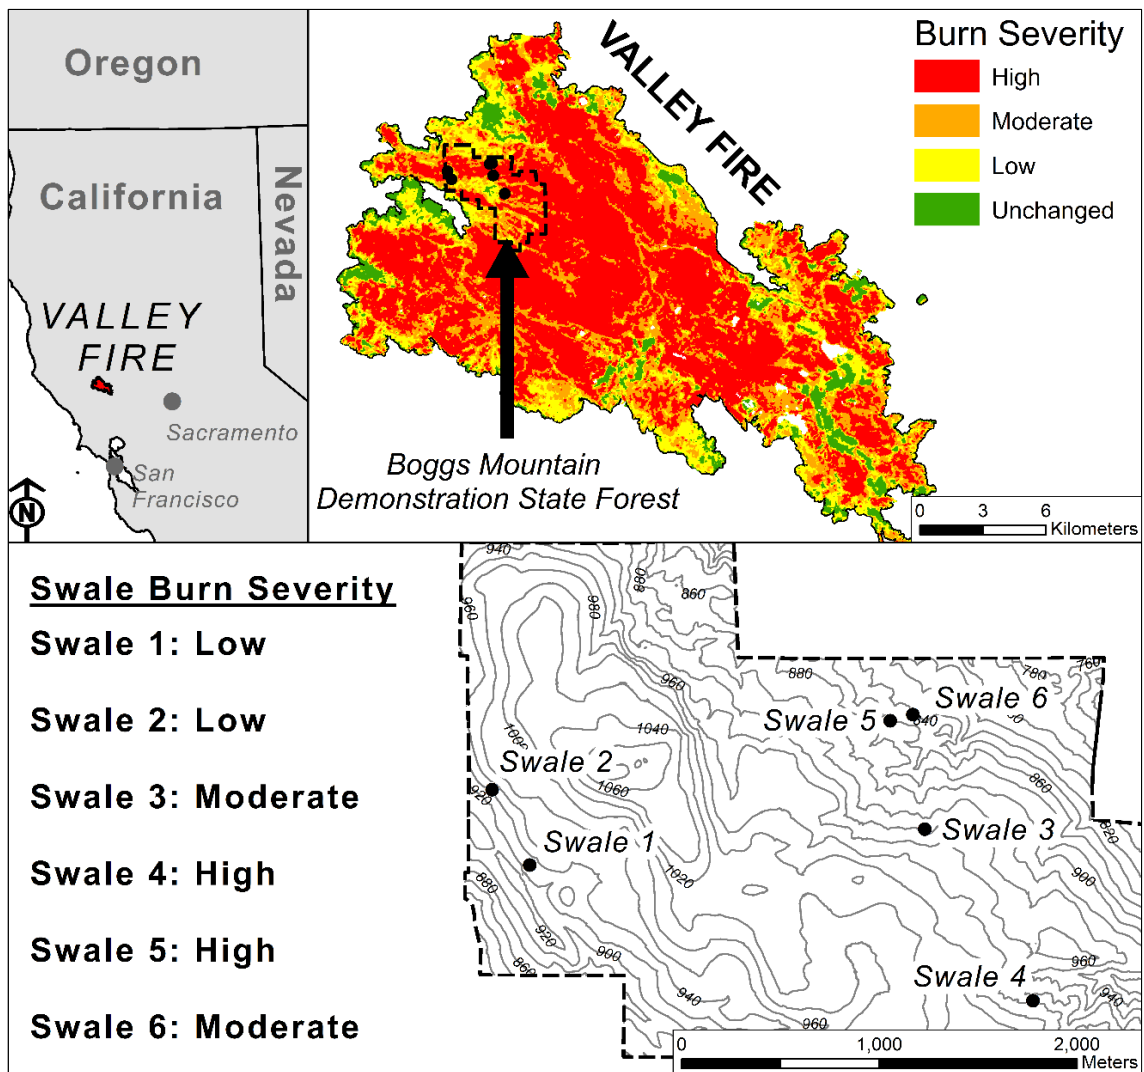 Oregon
California
Nevada
VALLEY
FIRE
Sacramento
San
Francisco
N
VALLEY FIRE
Burn Severity
High
Moderate
Low
Unchanged
Boggs Mountain
Demonstration State Forest
0 3 6
Kilometers
Swale Burn Severity
Swale 1: Low
Swale 2: Low
Swale 3: Moderate
Swale 4: High
Swale 5: High
Swale 6: Moderate
940
960
980
880
860
960
880
780
760
Swale 6
Swale 5
1040
1000
Swale 2
920
1060
860
Swale 3
820
Swale 1
880
1020
900
920
860
900
960
Swale 4
940
940
960
0 1,000 2,000
Meters